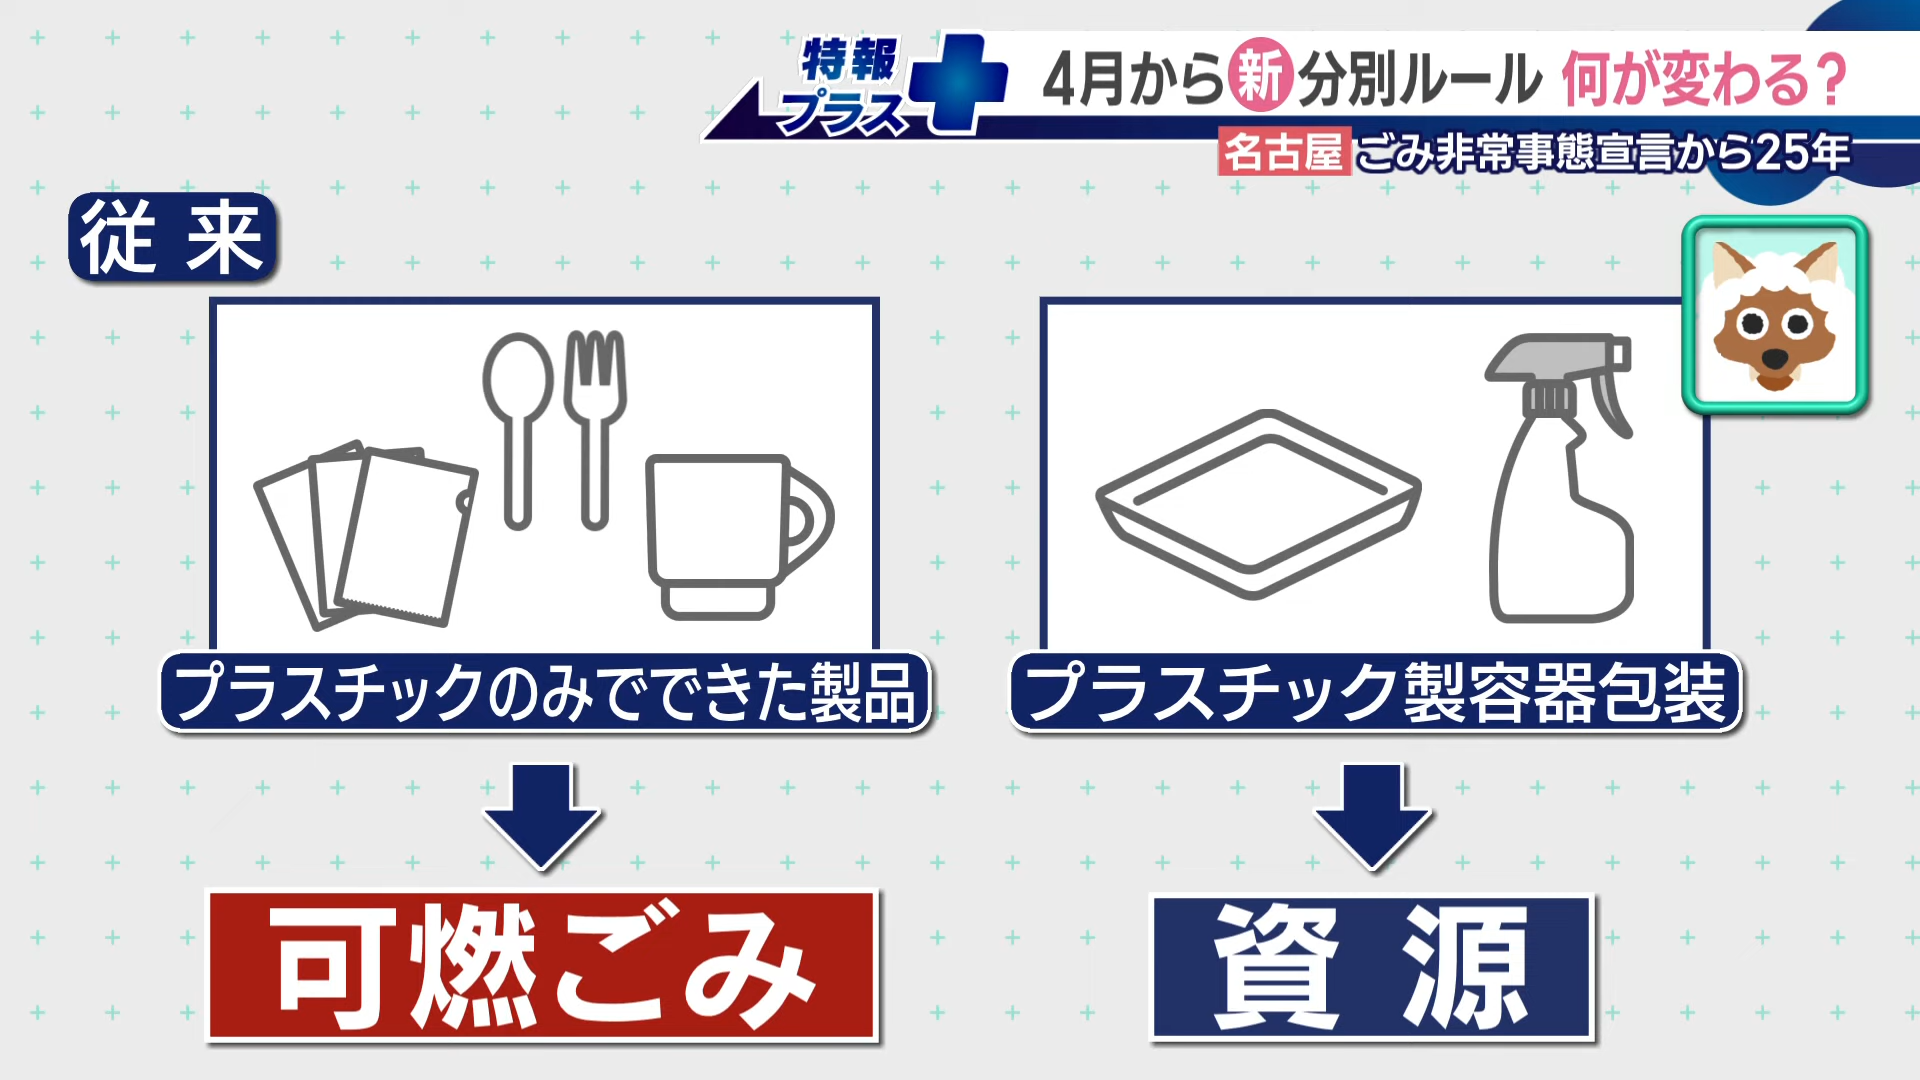 特報
プラス
4月から新分別ルール 何が変わる?
名古屋 ごみ非常事態宣言から25年
従来
プラスチックのみでできた製品
プラスチック製容器包装
可燃ごみ
資源